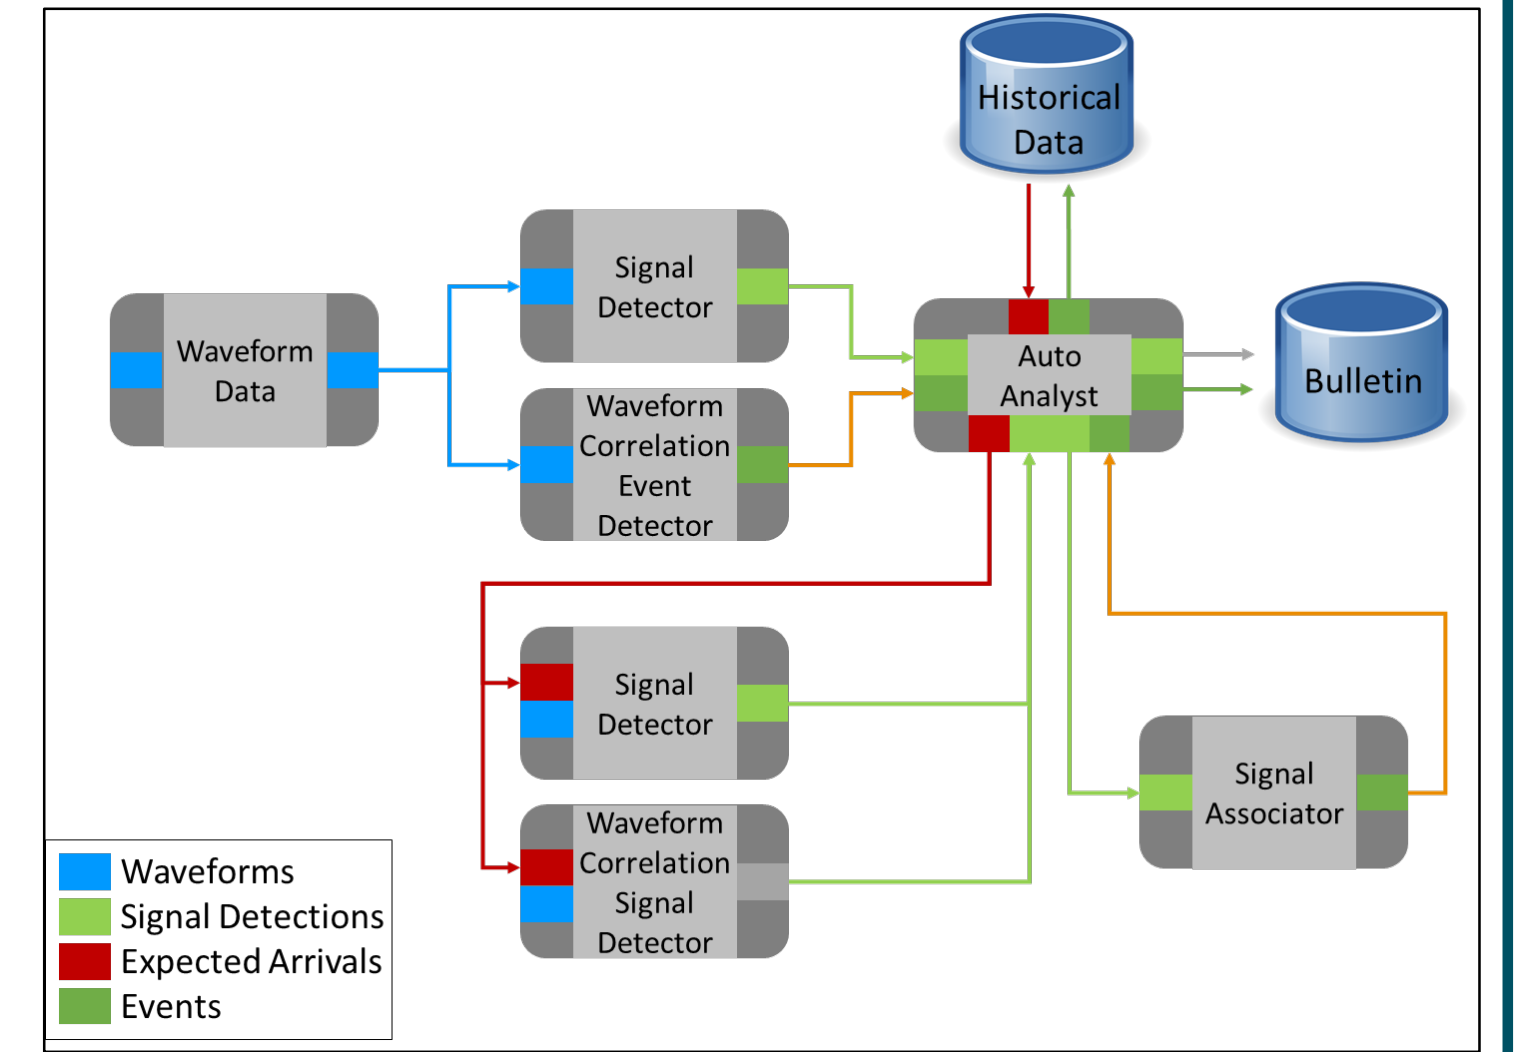 Historical
Data
Signal
Detector
Waveform
Data
Auto
Analyst
Bulletin
Waveform
Correlation
Event
Detector
Signal
Detector
Signal
Associator
Waveform
Correlation
Signal
Detector
Waveforms
Signal Detections
Expected Arrivals
Events